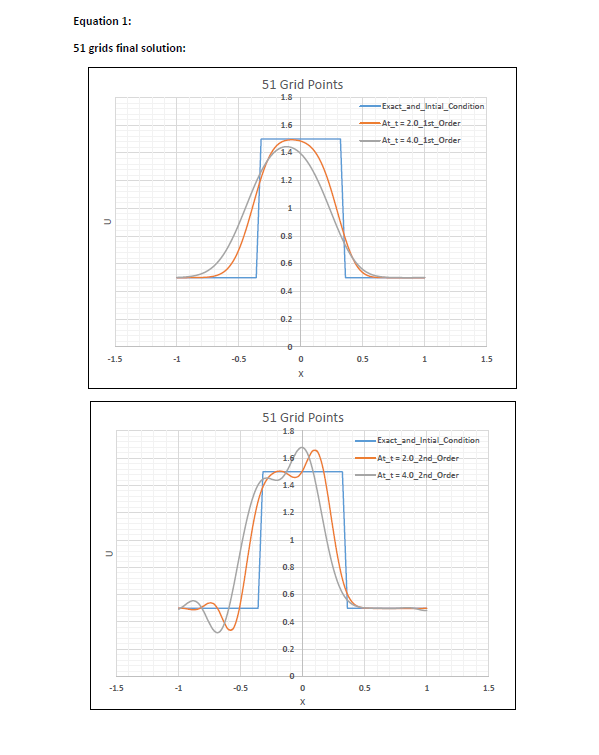 Equation 1:
51 grids final solution:
51 Grid Points
1.8
1.6
1.4
1.2
1
0.8
0.6
0.4
0.2
0
-1.5 -1 -0.5 0 0.5 1 1.5
X
U
Exact_and_Intial_Condition
At_t = 2.0_1st_Order
At_t = 4.0_1st_Order
51 Grid Points
1.8
1.6
1.4
1.2
1
0.8
0.6
0.4
0.2
0
-1.5 -1 -0.5 0 0.5 1 1.5
X
U
Exact_and_Intial_Condition
At_t = 2.0_2nd_Order
At_t = 4.0_2nd_Order